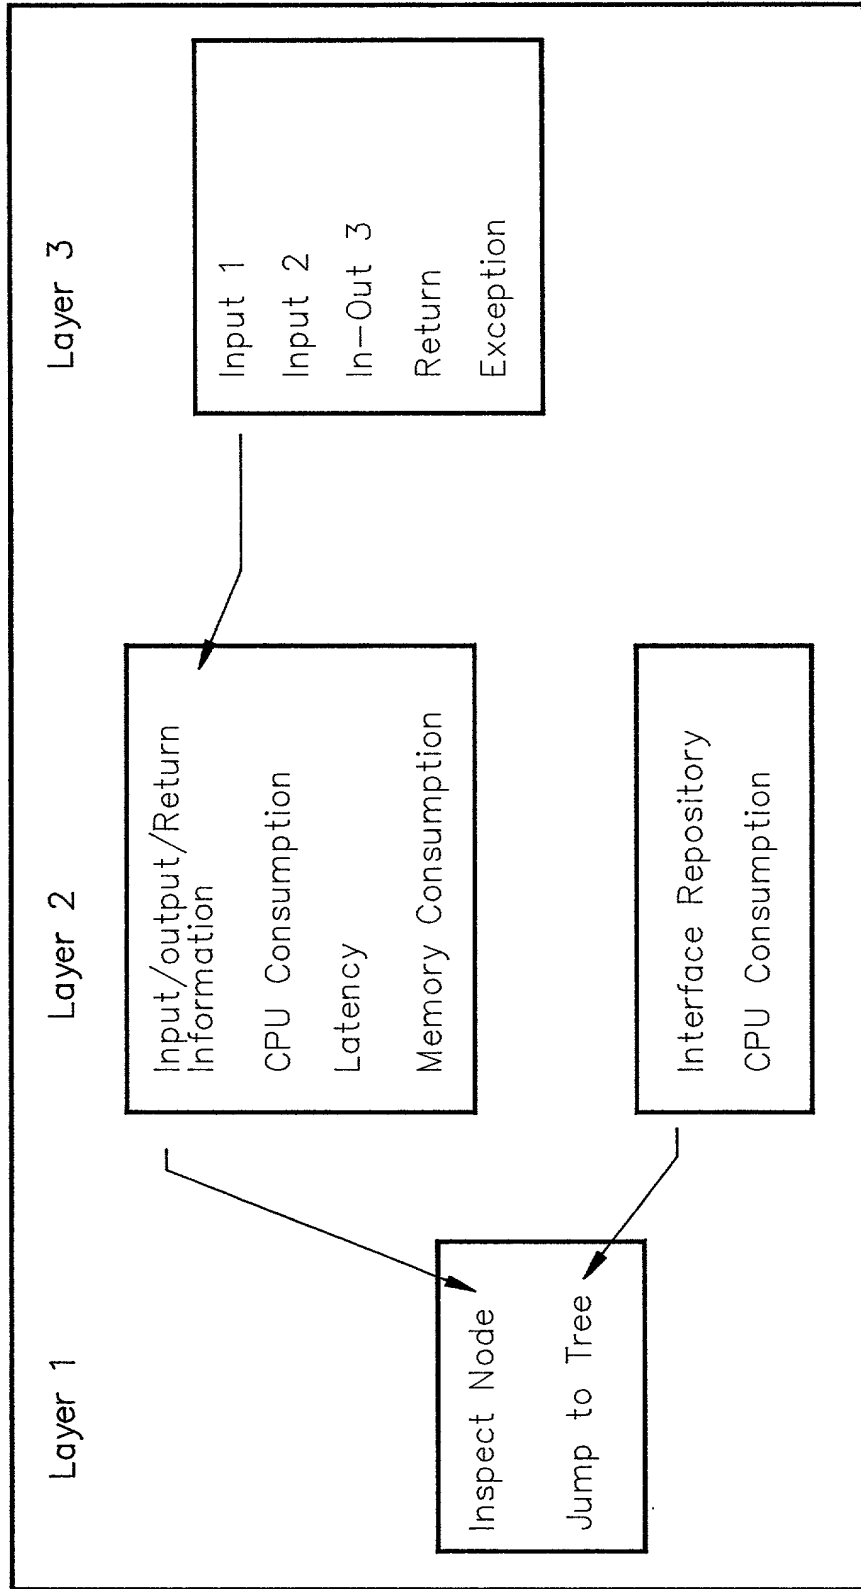 Layer 1
Inspect Node
Jump to Tree
Layer 2
Input/output/Return
Information
CPU Consumption
Latency
Memory Consumption
Interface Repository
CPU Consumption
Layer 3
Input 1
Input 2
In-Out 3
Return
Exception